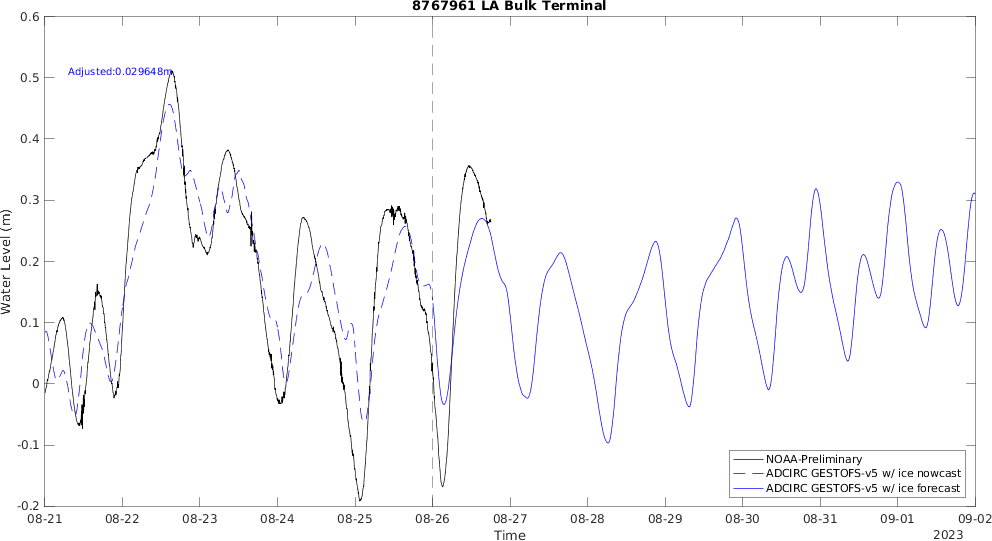 8767961 LA Bulk Terminal
0.6
0.5
0.4
0.3
0.2
0.1
0
-0.1
-0.2
Water Level (m)
Adjusted:0.029648m
NOAA-Preliminary
ADCIRC GESTOFS-v5 w/ ice nowcast
ADCIRC GESTOFS-v5 w/ ice forecast
08-21 08-22 08-23 08-24 08-25 08-26 08-27 08-28 08-29 08-30 08-31 09-01 09-02
Time
2023